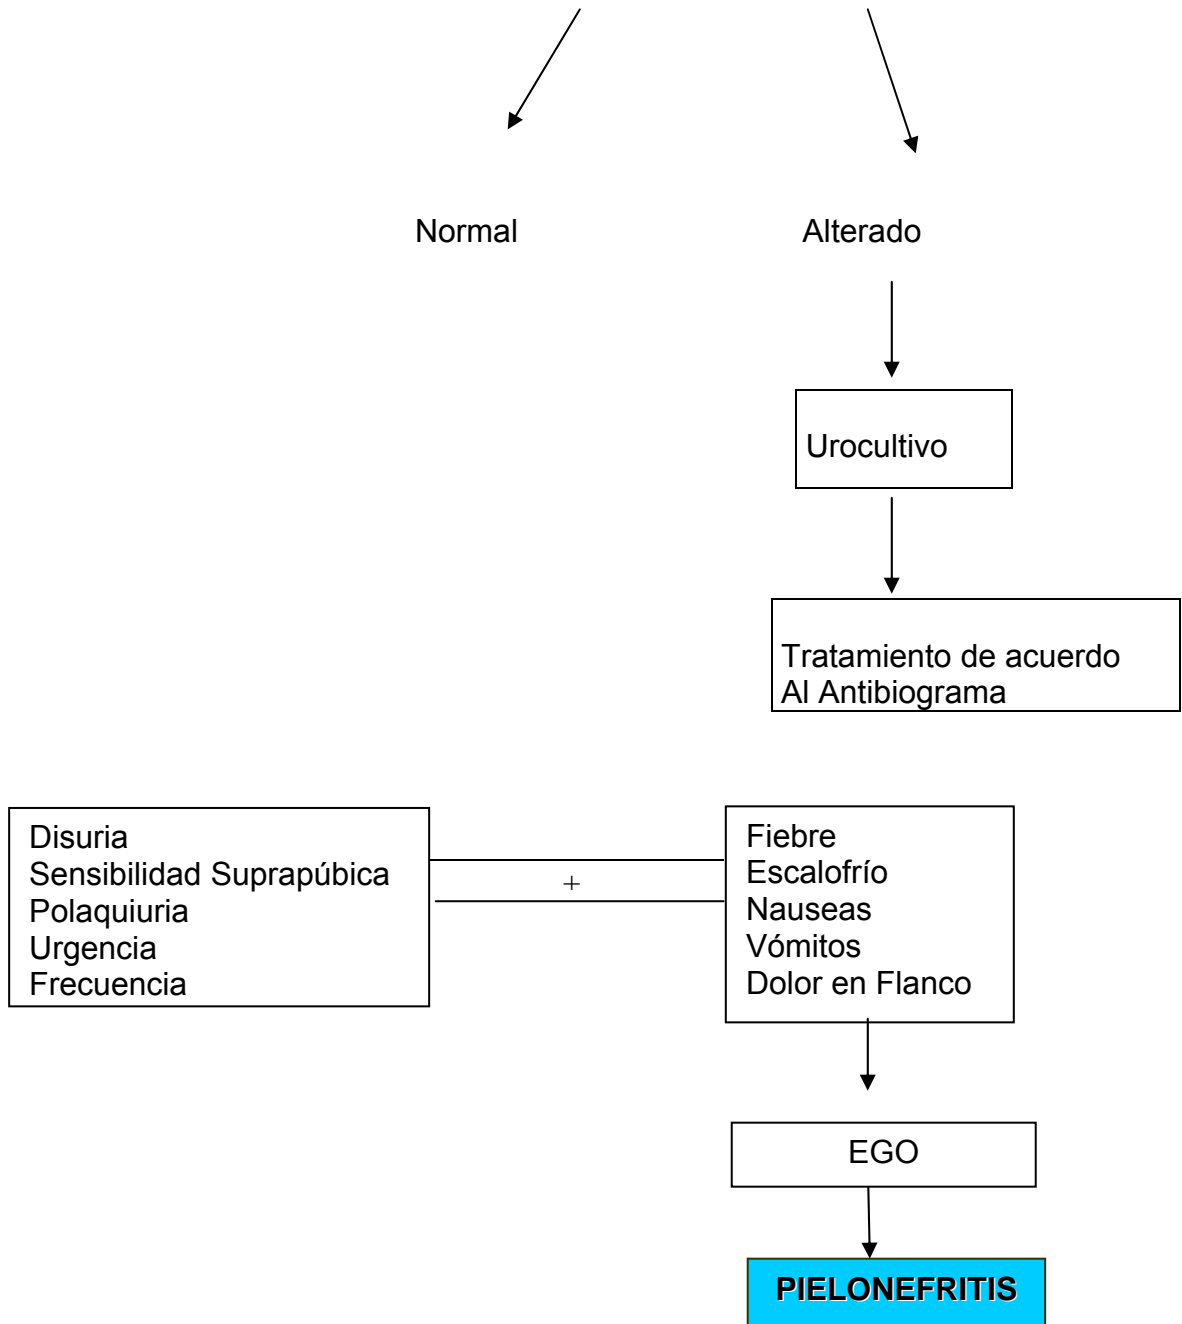 Normal
Alterado
Urocultivo
Tratamiento de acuerdo
Al Antibiograma
Disuria
Sensibilidad Suprapúbica
Polaquiuria
Urgencia
Frecuencia
+
Fiebre
Escalofrío
Nauseas
Vómitos
Dolor en Flanco
EGO
PIELONEFRITIS